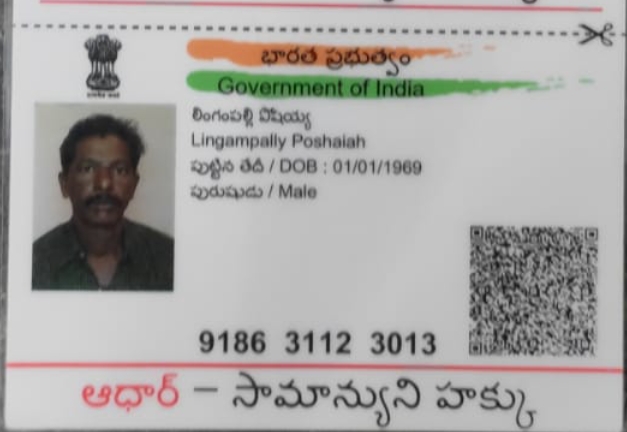 భారత ప్రభుత్వం
Government of India
లింగంపల్లి పోషయ్య
Lingampally Poshaiah
పుట్టిన తేదీ / DOB : 01/01/1969
పురుషుడు / Male
9186 3112 3013
ఆధార్ – సామాన్యుని హక్కు